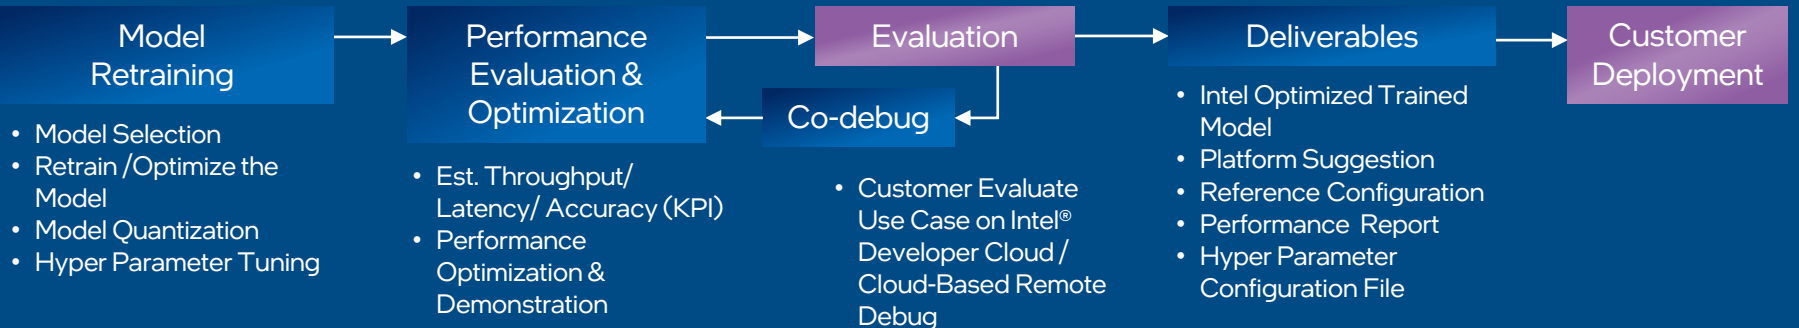 Model
Retraining
• Model Selection
• Retrain /Optimize the
Model
• Model Quantization
• Hyper Parameter Tuning
Performance
Evaluation &
Optimization
• Est. Throughput/
Latency/ Accuracy (KPI)
• Performance
Optimization &
Demonstration
Evaluation
Co-debug
• Customer Evaluate
Use Case on Intel®
Developer Cloud /
Cloud-Based Remote
Debug
Deliverables
• Intel Optimized Trained
Model
• Platform Suggestion
• Reference Configuration
• Performance Report
• Hyper Parameter
Configuration File
Customer
Deployment